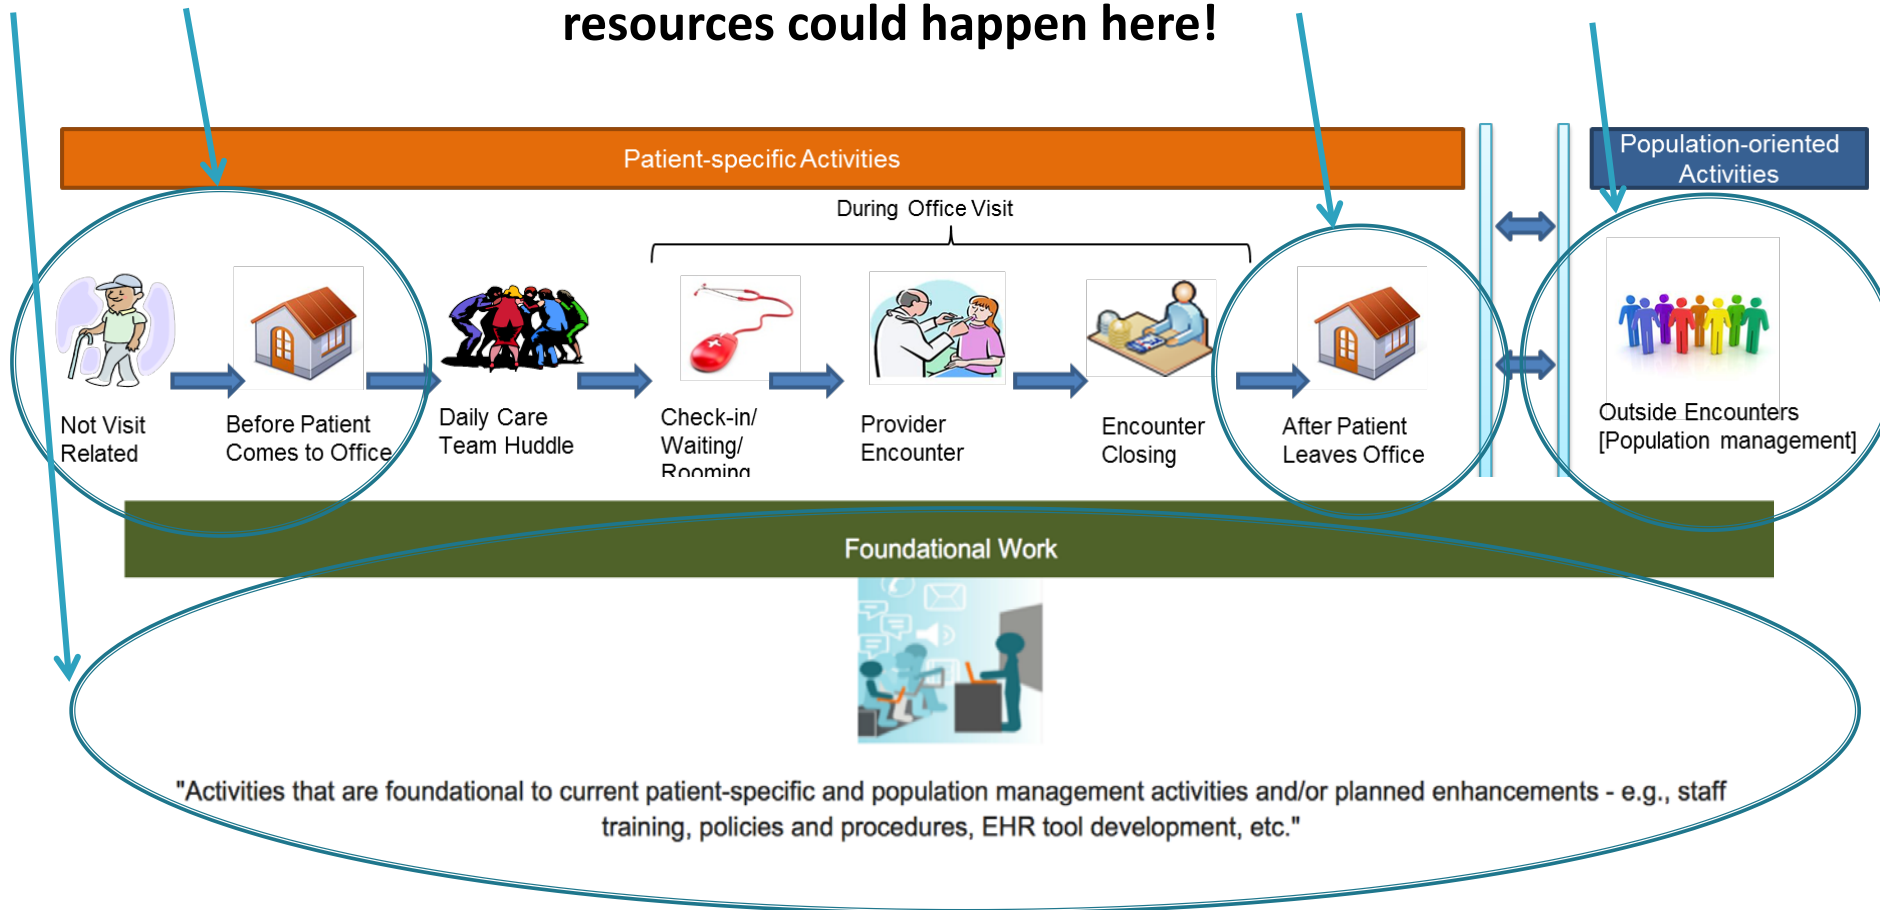 resources could happen here!
Patient-specific Activities
Population-oriented
Activities
During Office Visit
Not Visit
Related
Before Patient
Comes to Office
Daily Care
Team Huddle
Check-in/
Waiting/
Rooming
Provider
Encounter
Encounter
Closing
After Patient
Leaves Office
Outside Encounters
[Population management]
Foundational Work
"Activities that are foundational to current patient-specific and population management activities and/or planned enhancements - e.g., staff
training, policies and procedures, EHR tool development, etc."